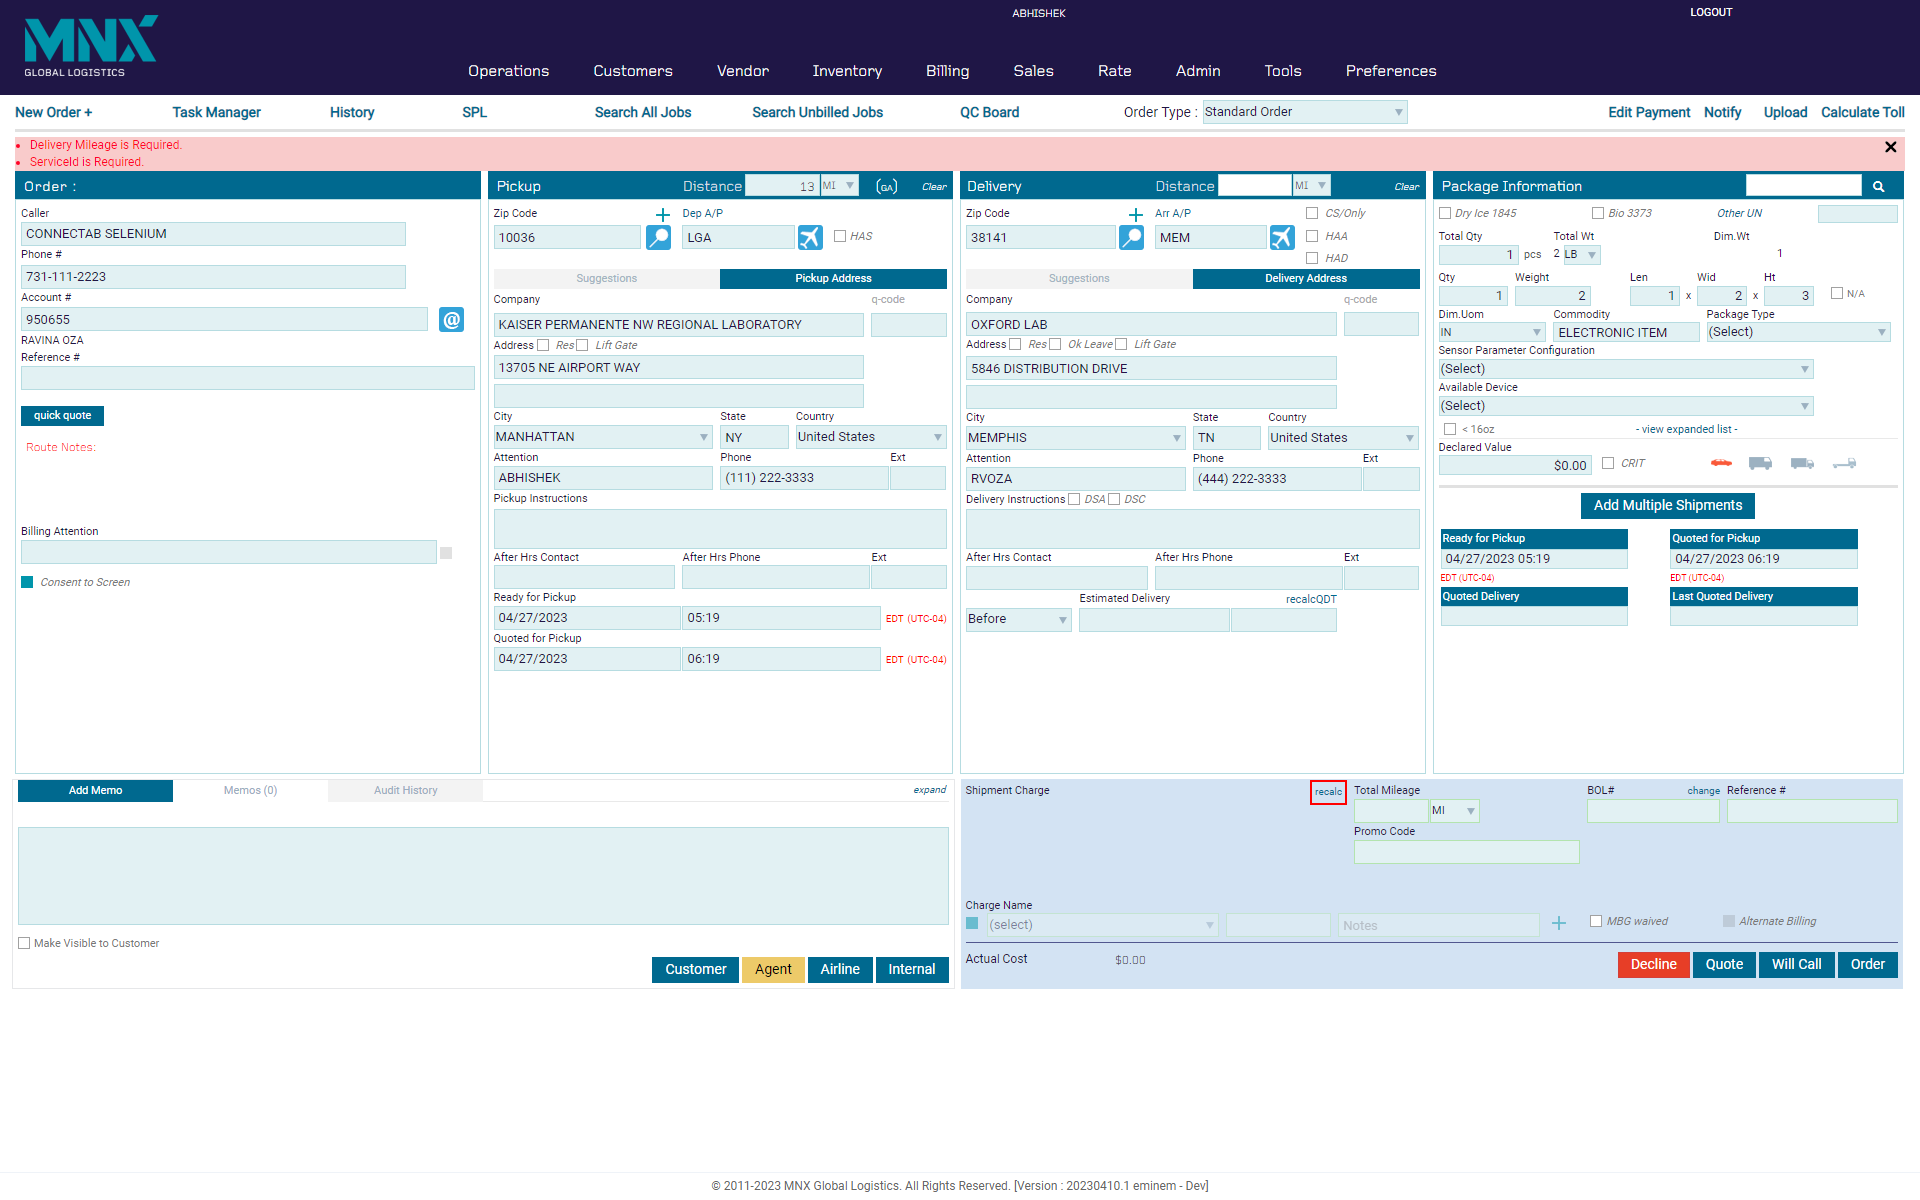 MNX
GLOBAL LOGISTICS
ABHISHEK
LOGOUT
Operations Customers Vendor Inventory Billing Sales Rate Admin Tools Preferences
New Order + Task Manager History SPL Search All Jobs Search Unbilled Jobs QC Board Order Type : Standard Order Edit Payment Notify Upload Calculate Toll
Delivery Mileage is Required.
ServiceId is Required.
Order :
Caller
CONNECTAB SELENIUM
Phone #
731-111-2223
Account #
950655
@
RAVINA OZA
Reference #
quick quote
Route Notes:
Billing Attention
Consent to Screen
Pickup Distance 13 MI (GA) Clear
Zip Code + Dep A/P
10036 LGA HAS
Suggestions Pickup Address
Company q-code
KAISER PERMANENTE NW REGIONAL LABORATORY
Address Res Lift Gate
13705 NE AIRPORT WAY
City State Country
MANHATTAN NY United States
Attention Phone Ext
ABHISHEK (111) 222-3333
Pickup Instructions
After Hrs Contact After Hrs Phone Ext
Ready for Pickup
04/27/2023 05:19 EDT (UTC-04)
Quoted for Pickup
04/27/2023 06:19 EDT (UTC-04)
Delivery Distance MI Clear
Zip Code + Arr A/P CS/Only
38141 MEM HAA
HAD
Suggestions Delivery Address
Company q-code
OXFORD LAB
Address Res Ok Leave Lift Gate
5846 DISTRIBUTION DRIVE
City State Country
MEMPHIS TN United States
Attention Phone Ext
RVOZA (444) 222-3333
Delivery Instructions DSA DSC
After Hrs Contact After Hrs Phone Ext
Estimated Delivery recalcQDT
Before
Package Information
Dry Ice 1845 Bio 3373 Other UN
Total Qty Total Wt Dim.Wt
1 pcs 2 LB 1
Qty Weight Len Wid Ht
1 2 1 x 2 x 3 N/A
Dim.Uom Commodity Package Type
IN ELECTRONIC ITEM (Select)
Sensor Parameter Configuration
(Select)
Available Device
(Select)
< 16oz - view expanded list -
Declared Value
$0.00 CRIT
Add Multiple Shipments
Ready for Pickup Quoted for Pickup
04/27/2023 05:19 04/27/2023 06:19
EDT (UTC-04) EDT (UTC-04)
Quoted Delivery Last Quoted Delivery
Add Memo Memos (0) Audit History expand
Make Visible to Customer
Customer Agent Airline Internal
Shipment Charge recalc Total Mileage BOL# change Reference #
MI
Promo Code
Charge Name
(select) Notes + MBG waived Alternate Billing
Actual Cost $0.00
Decline Quote Will Call Order
© 2011-2023 MNX Global Logistics. All Rights Reserved. [Version : 20230410.1 eminem - Dev]